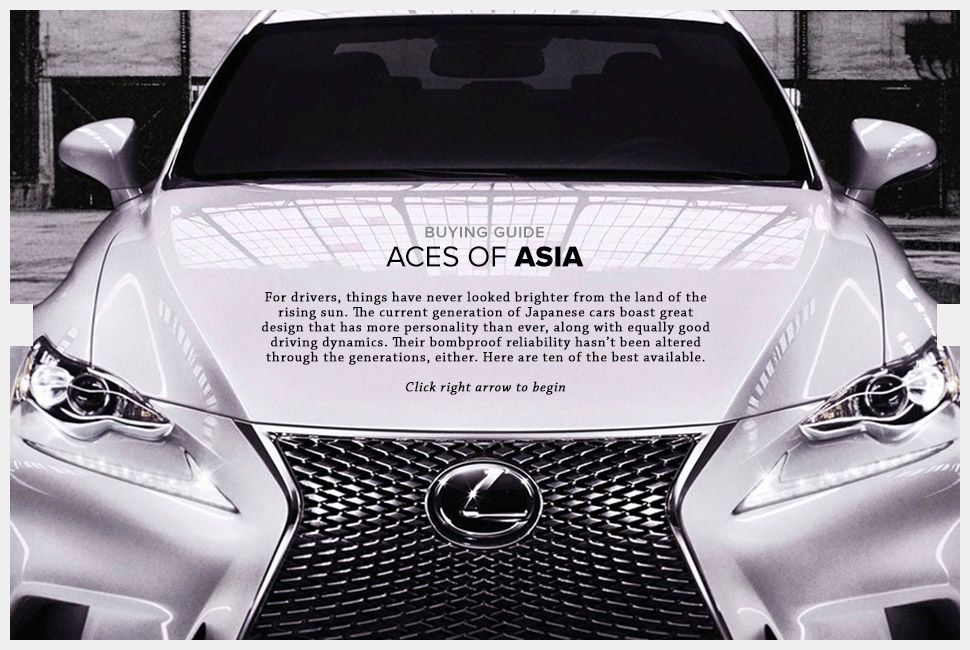 BUYING GUIDE
ACES OF ASIA
For drivers, things have never looked brighter from the land of the
rising sun. The current generation of Japanese cars boast great
design that has more personality than ever, along with equally good
driving dynamics. Their bombproof reliability hasn't been altered
through the generations, either. Here are ten of the best available.
Click right arrow to begin